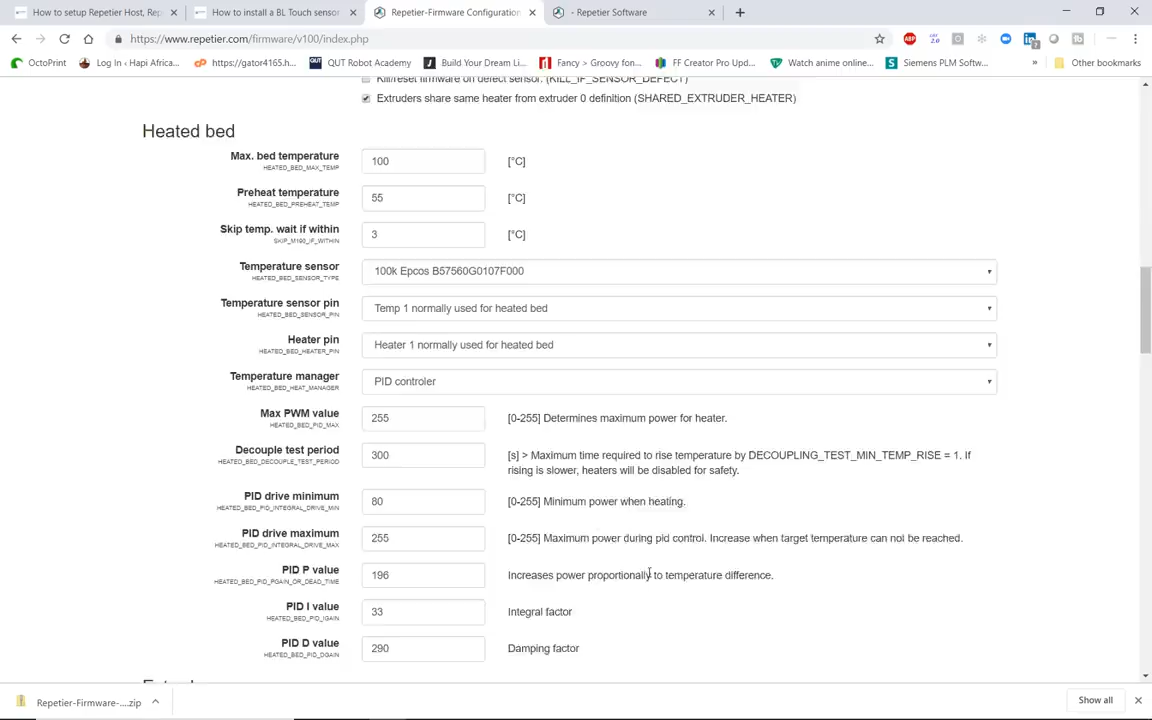 How to setup Repetier Host, Rep
How to install a BL Touch sensor
Repetier-Firmware Configuration
- Repetier Software
https://www.repetier.com/firmware/v100/index.php
OctoPrint
Log In ‹ Hapi Africa...
https://gator4165.h...
QUT Robot Academy
Build Your Dream Li...
Fancy > Groovy fon...
FF Creator Pro Upd...
Watch anime online...
Siemens PLM Softw...
»
Other bookmarks
Kill/reset firmware on defect sensor. (KILL_IF_SENSOR_DEFECT)
Extruders share same heater from extruder 0 definition (SHARED_EXTRUDER_HEATER)
Heated bed
Max. bed temperature
HEATED_BED_MAX_TEMP
100 [°C]
Preheat temperature
HEATED_BED_PREHEAT_TEMP
55 [°C]
Skip temp. wait if within
SKIP_M190_IF_WITHIN
3 [°C]
Temperature sensor
HEATED_BED_SENSOR_TYPE
100k Epcos B57560G0107F000
Temperature sensor pin
HEATED_BED_SENSOR_PIN
Temp 1 normally used for heated bed
Heater pin
HEATED_BED_HEATER_PIN
Heater 1 normally used for heated bed
Temperature manager
HEATED_BED_HEAT_MANAGER
PID controler
Max PWM value
HEATED_BED_PID_MAX
255 [0-255] Determines maximum power for heater.
Decouple test period
HEATED_BED_DECOUPLE_TEST_PERIOD
300 [s] > Maximum time required to rise temperature by DECOUPLING_TEST_MIN_TEMP_RISE = 1. If
rising is slower, heaters will be disabled for safety.
PID drive minimum
HEATED_BED_PID_INTEGRAL_DRIVE_MIN
80 [0-255] Minimum power when heating.
PID drive maximum
HEATED_BED_PID_INTEGRAL_DRIVE_MAX
255 [0-255] Maximum power during pid control. Increase when target temperature can not be reached.
PID P value
HEATED_BED_PID_PGAIN_OR_DEAD_TIME
196 Increases power proportionally to temperature difference.
PID I value
HEATED_BED_PID_IGAIN
33 Integral factor
PID D value
HEATED_BED_PID_DGAIN
290 Damping factor
Repetier-Firmware-....zip
Show all